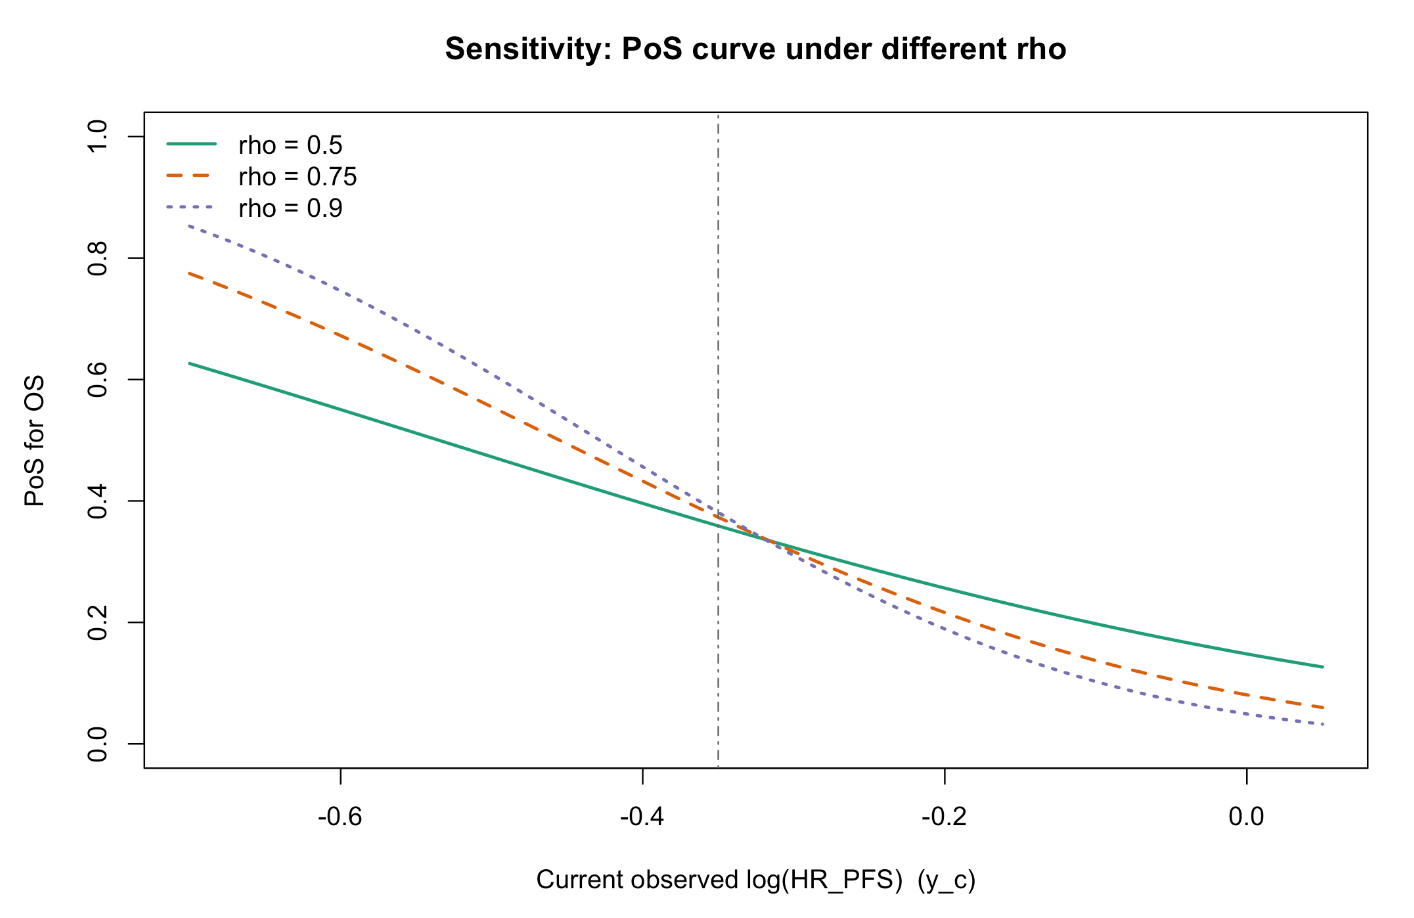 Sensitivity: PoS curve under different rho
rho = 0.5
rho = 0.75
rho = 0.9
PoS for OS
1.0
0.8
0.6
0.4
0.2
0.0
-0.6
-0.4
-0.2
0.0
Current observed log(HR_PFS)  (y_c)